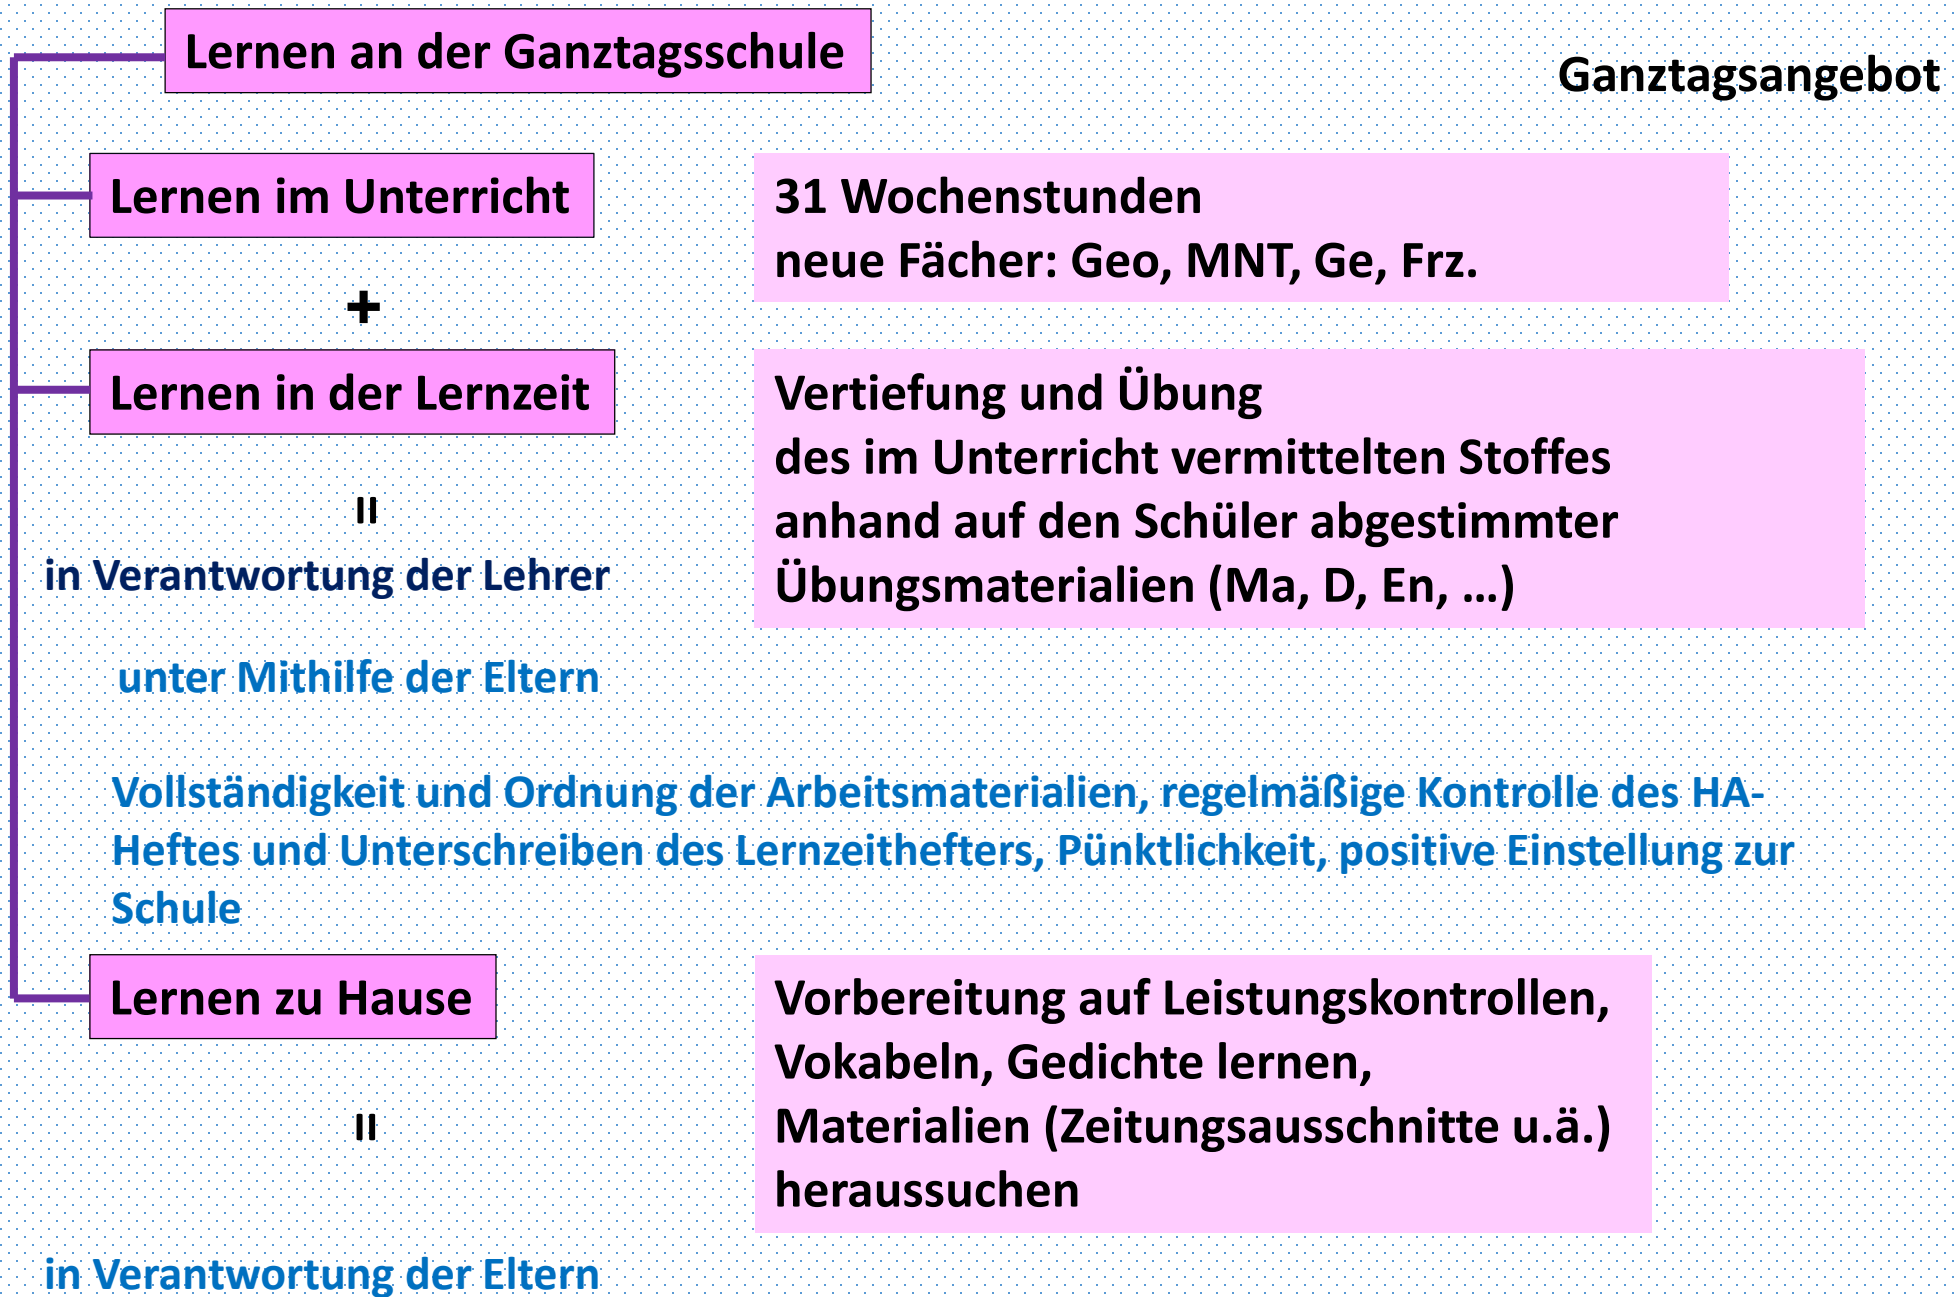 Lernen an der Ganztagsschule
Ganztagsangebot
Lernen im Unterricht
31 Wochenstunden
neue Fächer: Geo, MNT, Ge, Frz.
+
Lernen in der Lernzeit
Vertiefung und Übung
des im Unterricht vermittelten Stoffes
anhand auf den Schüler abgestimmter
Übungsmaterialien (Ma, D, En, …)
=
in Verantwortung der Lehrer
unter Mithilfe der Eltern
Vollständigkeit und Ordnung der Arbeitsmaterialien, regelmäßige Kontrolle des HA-
Heftes und Unterschreiben des Lernzeithefters, Pünktlichkeit, positive Einstellung zur
Schule
Lernen zu Hause
Vorbereitung auf Leistungskontrollen,
Vokabeln, Gedichte lernen,
Materialien (Zeitungsausschnitte u.ä.)
heraussuchen
=
in Verantwortung der Eltern